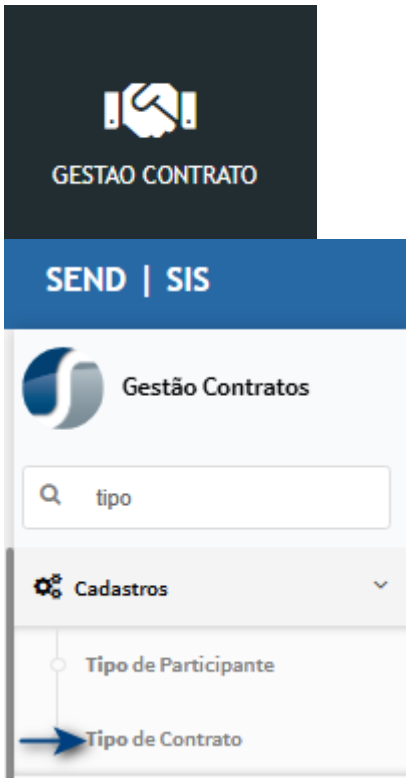 GESTAO CONTRATO
SEND | SIS
Gestão Contratos
tipo
Cadastros
Tipo de Participante
Tipo de Contrato